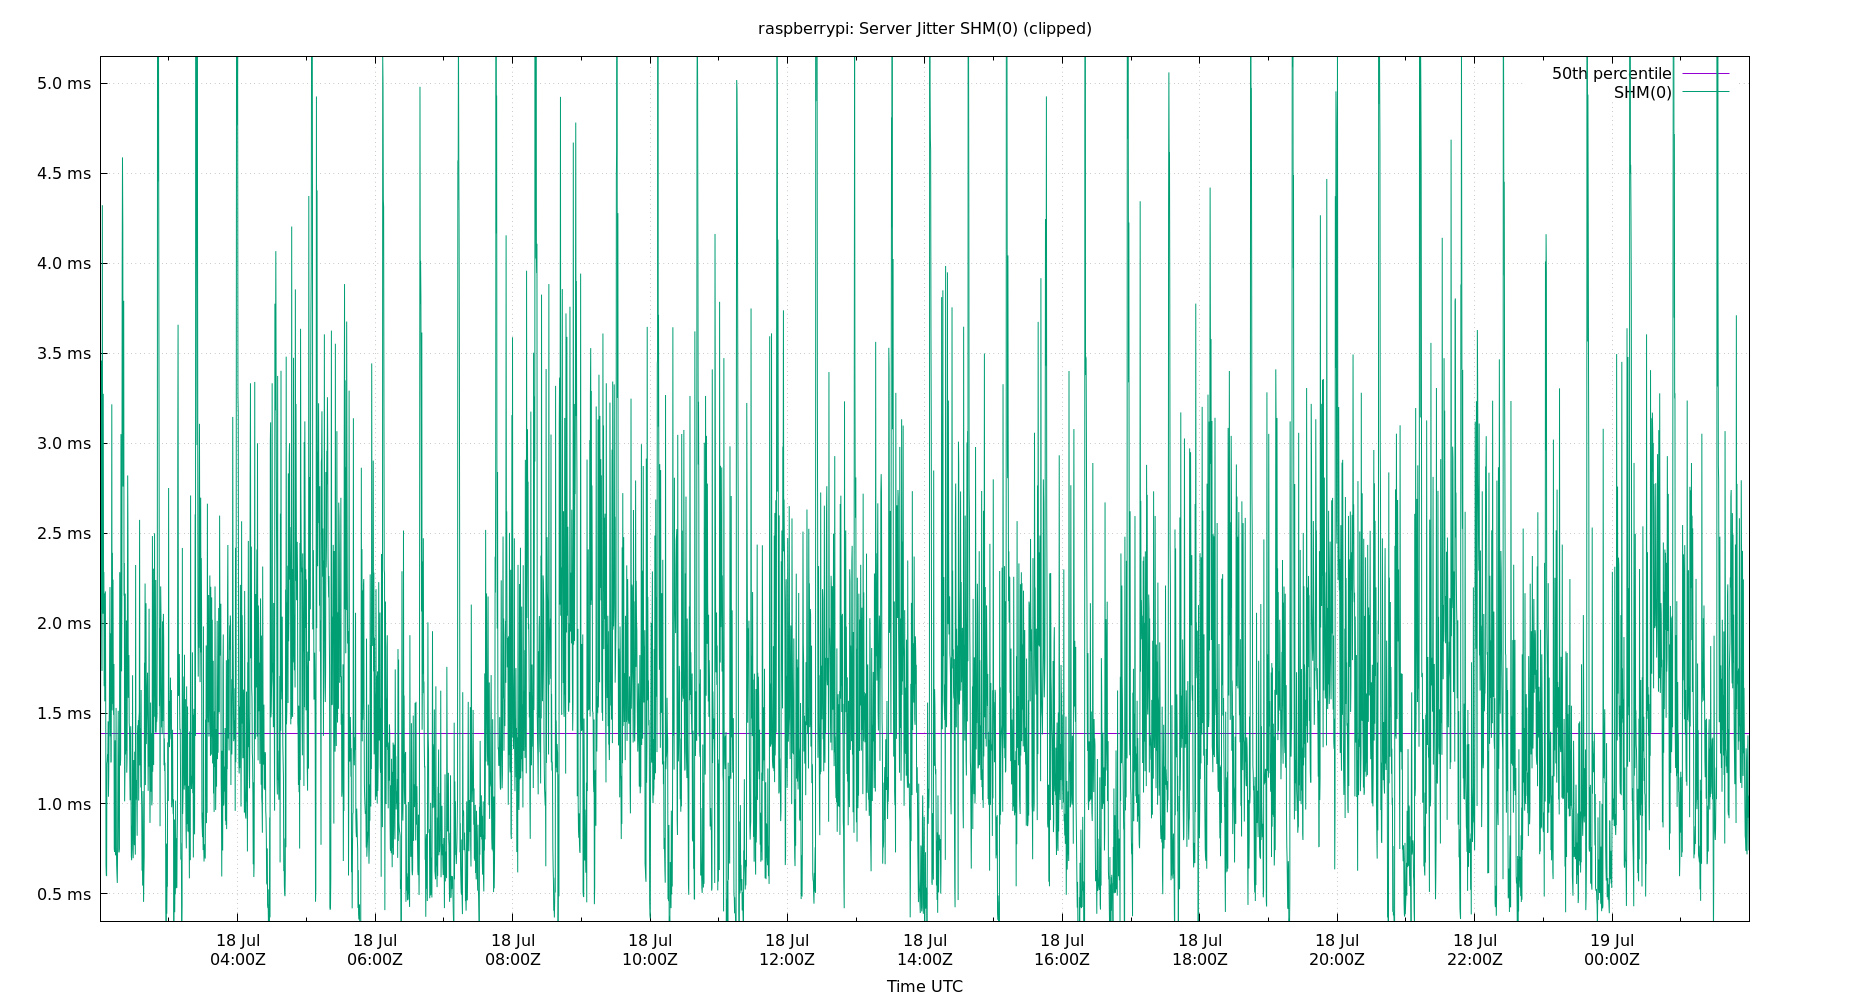 raspberrypi: Server Jitter SHM(0) (clipped)
50th percentile
SHM(0)
5.0 ms
4.5 ms
4.0 ms
3.5 ms
3.0 ms
2.5 ms
2.0 ms
1.5 ms
1.0 ms
0.5 ms
18 Jul 18 Jul 18 Jul 18 Jul 18 Jul 18 Jul 18 Jul 18 Jul 18 Jul 18 Jul 19 Jul
04:00Z 06:00Z 08:00Z 10:00Z 12:00Z 14:00Z 16:00Z 18:00Z 20:00Z 22:00Z 00:00Z
Time UTC